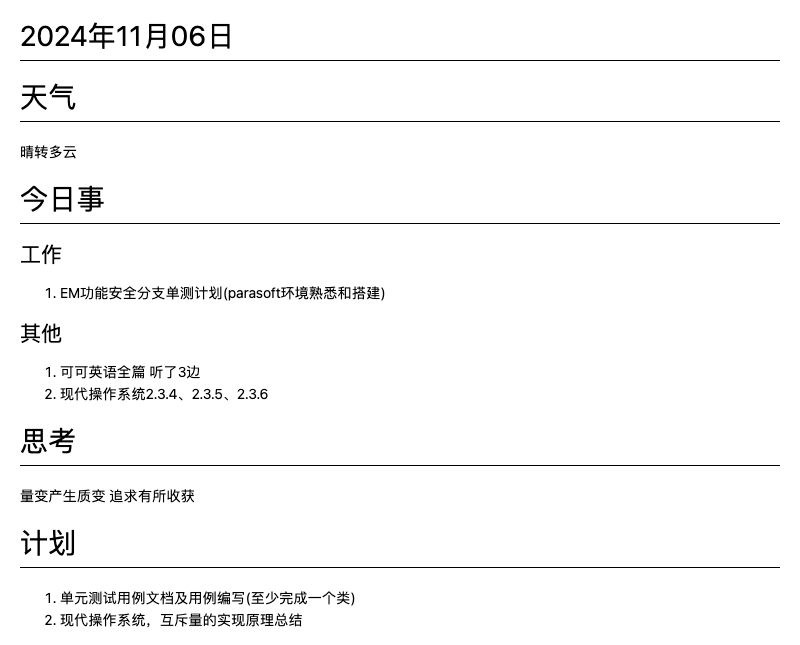 2024年11月06日
天气
晴转多云
今日事
工作
1. EM功能安全分支单测计划(parasoft环境熟悉和搭建)
其他
1. 可可英语全篇 听了3边
2. 现代操作系统2.3.4、2.3.5、2.3.6
思考
量变产生质变 追求有所收获
计划
1. 单元测试用例文档及用例编写(至少完成一个类)
2. 现代操作系统，互斥量的实现原理总结